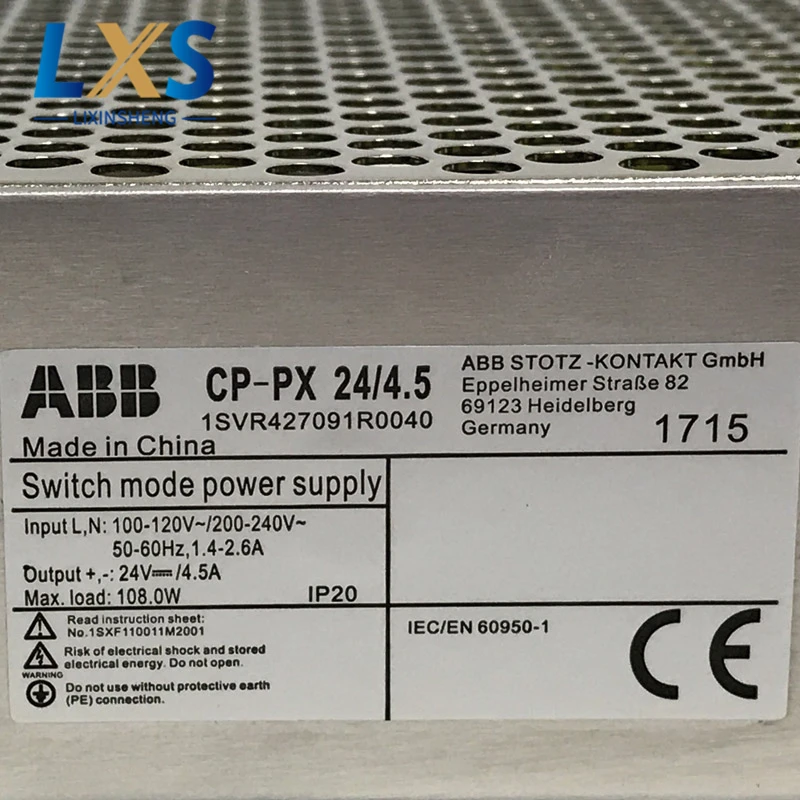 LXS
LIXINSHENG
ABB
CP-PX 24/4.5
1SVR427091R0040
ABB STOTZ-KONTAKT GmbH
Eppelheimer Straße 82
69123 Heidelberg
Germany
1715
Made in China
Switch mode power supply
Input L,N: 100-120V~/200-240V~
50-60Hz,1.4-2.6A
Output +,-: 24V⎓/4.5A
Max. load: 108.0W
IP20
Read instruction sheet:
No.1SXF110011M2001
Risk of electrical shock and stored
electrical energy. Do not open.
WARNING
Do not use without protective earth
(PE) connection.
IEC/EN 60950-1
CE